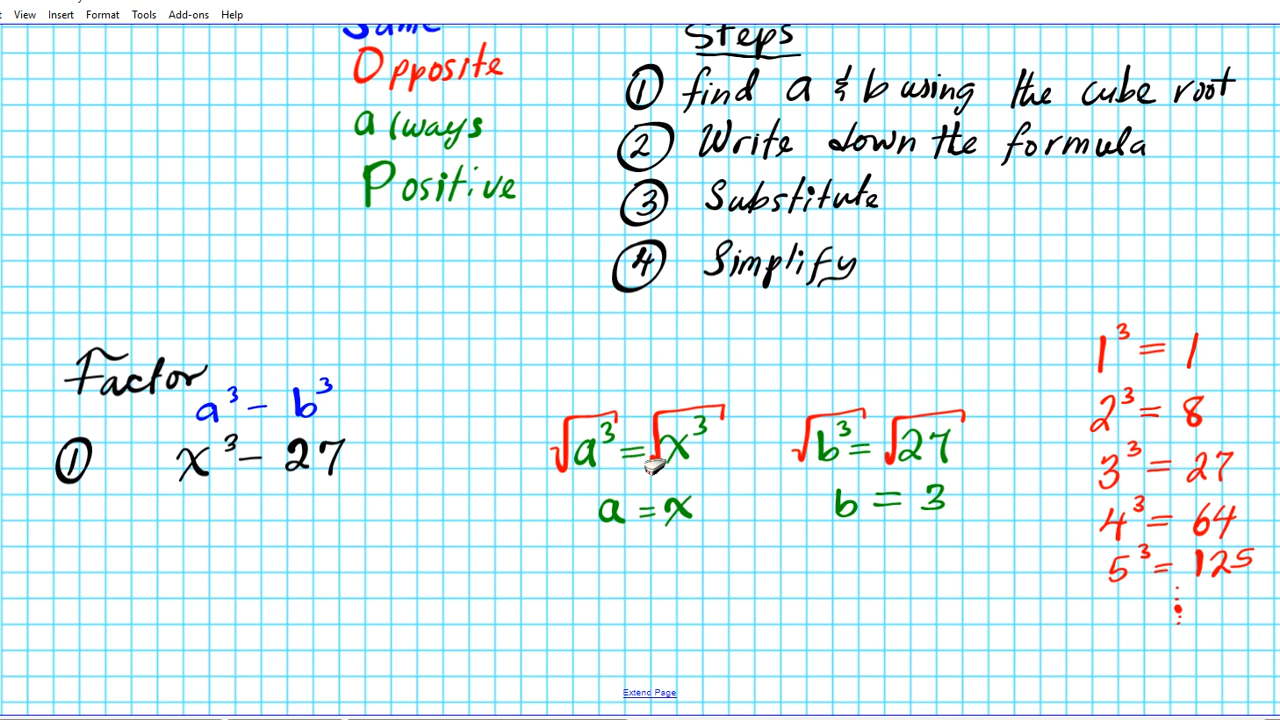 View Insert Format Tools Add-ons Help
Same
Opposite
always
Positive
Steps
① find a & b using the cube root
② Write down the formula
③ Substitute
④ Simplify
Factor
a³ - b³
① x³ - 27
√a³ = √x³
a = x
√b³ = √27
b = 3
1³ = 1
2³ = 8
3³ = 27
4³ = 64
5³ = 125
⋮
Extend Page